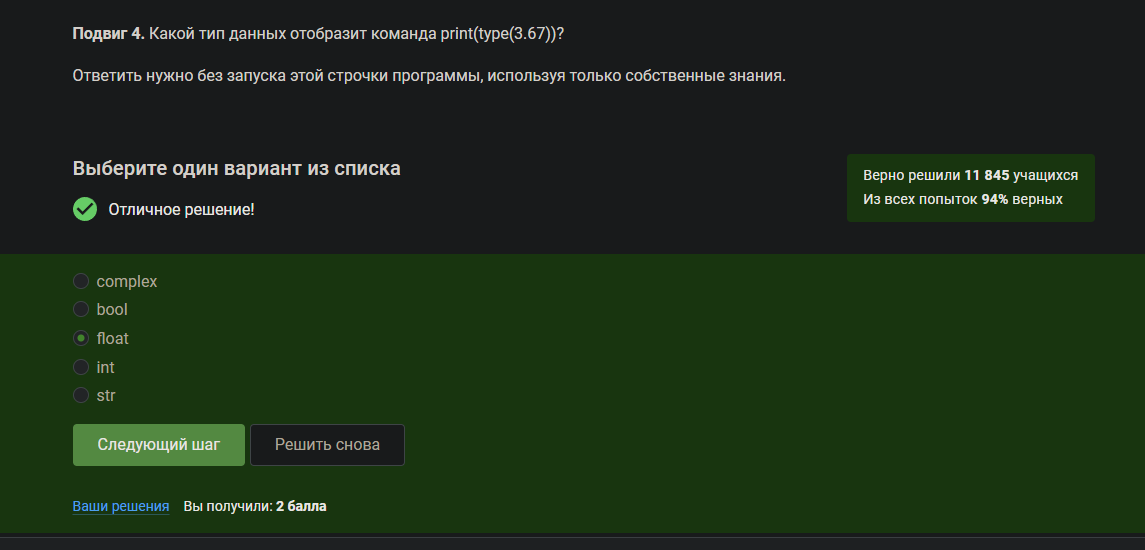 Подвиг 4. Какой тип данных отобразит команда print(type(3.67))?
Ответить нужно без запуска этой строчки программы, используя только собственные знания.
Выберите один вариант из списка
Отличное решение!
Верно решили 11 845 учащихся
Из всех попыток 94% верных
complex
bool
float
int
str
Следующий шаг
Решить снова
Ваши решения Вы получили: 2 балла